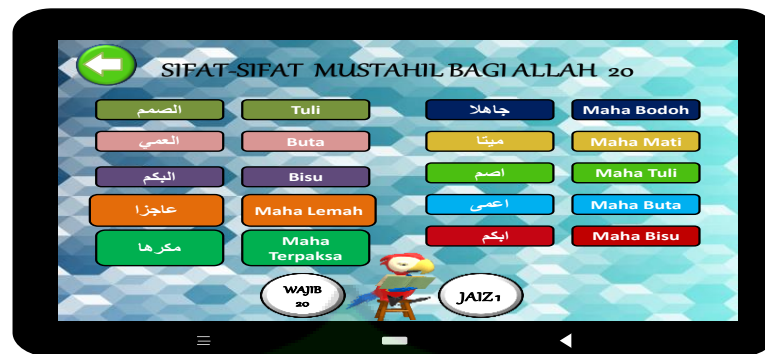 SIFAT-SIFAT MUSTAHIL BAGI ALLAH 20
الصمم
Tuli
العمي
Buta
البكم
Bisu
عاجزا
Maha Lemah
مكرها
Maha
Terpaksa
جاهلا
Maha Bodoh
ميتا
Maha Mati
اصم
Maha Tuli
اعمى
Maha Buta
ابكم
Maha Bisu
WAJIB
20
JAIZ 1